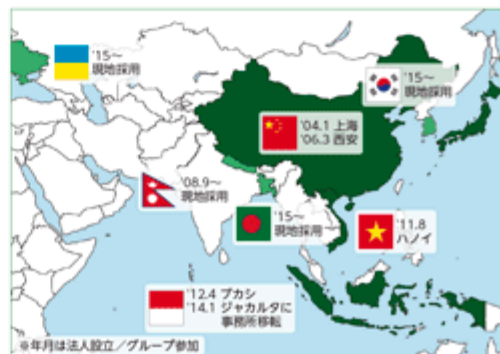 '15～
現地採用
'15～
現地採用
'04.1 上海
'06.3 西安
'08.9～
現地採用
'15～
現地採用
'11.8
ハノイ
'12.4 ブカシ
'14.1 ジャカルタに
事務所移転
※年月は法人設立／グループ参加